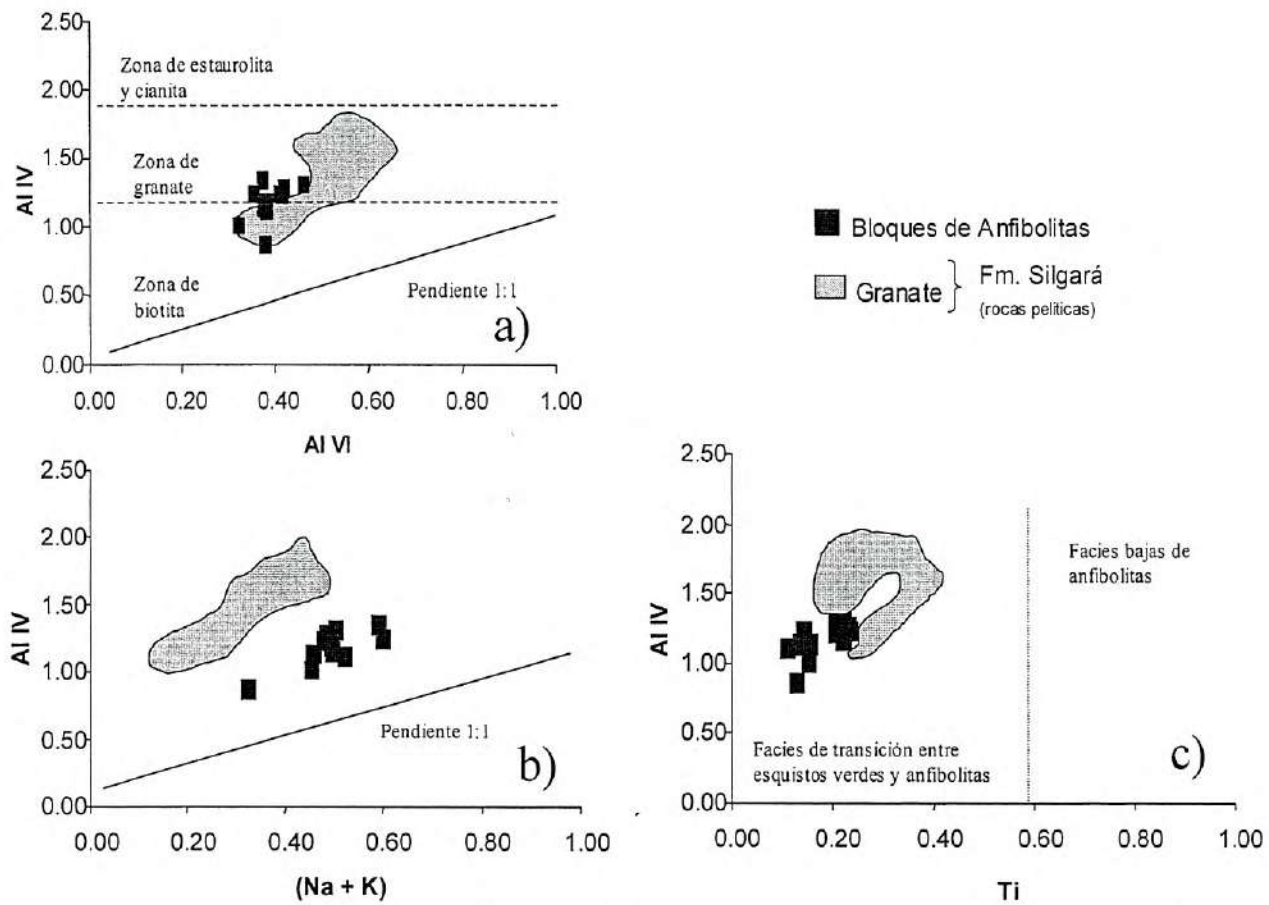 2.50
2.00
1.50
1.00
0.50
0.00
Al IV
Zona de estaurolita
y cianita
Zona de
granate
Zona de
biotita
Pendiente 1:1
a)
0.00 0.20 0.40 0.60 0.80 1.00
Al VI
Bloques de Anfibolitas
Granate } Fm. Silgará
(rocas pelíticas)
2.50
2.00
1.50
1.00
0.50
0.00
Al IV
Pendiente 1:1
b)
0.00 0.20 0.40 0.60 0.80 1.00
(Na + K)
2.50
2.00
1.50
1.00
0.50
0.00
Al IV
Facies bajas de
anfibolitas
Facies de transición entre
esquistos verdes y anfibolitas
c)
0.00 0.20 0.40 0.60 0.80 1.00
Ti